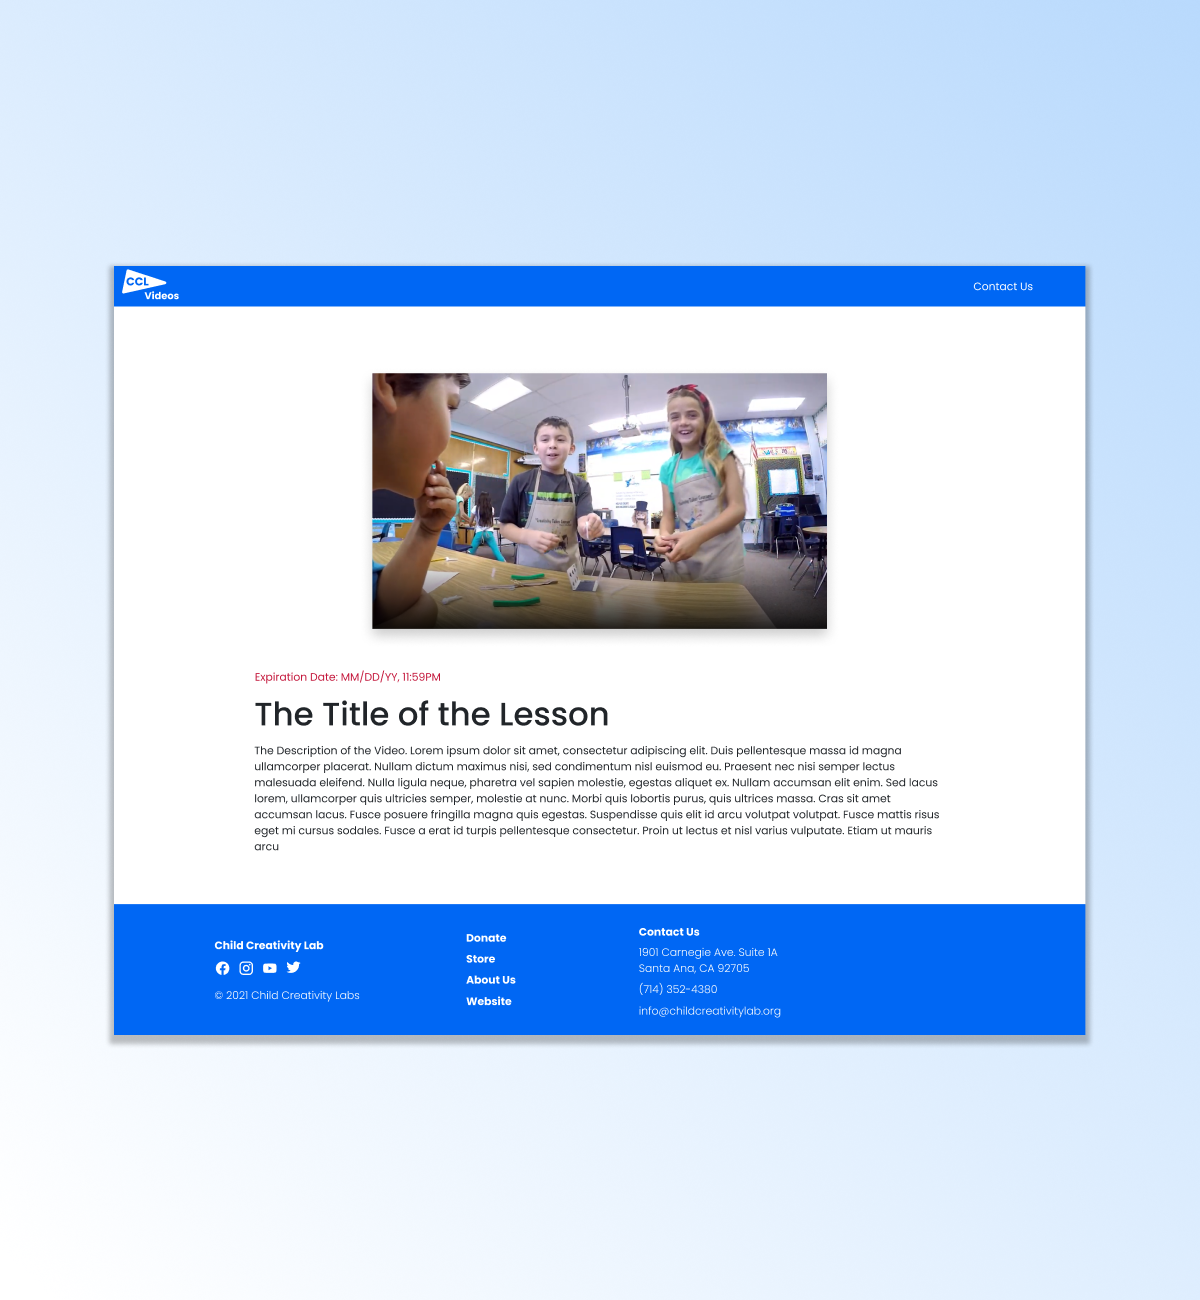 CCL
Videos
Contact Us
Expiration Date: MM/DD/YY, 11:59PM
The Title of the Lesson
The Description of the Video. Lorem ipsum dolor sit amet, consectetur adipiscing elit. Duis pellentesque massa id magna
ullamcorper placerat. Nullam dictum maximus nisi, sed condimentum nisl euismod eu. Praesent nec nisi semper lectus
malesuada eleifend. Nulla ligula neque, pharetra vel sapien molestie, egestas aliquet ex. Nullam accumsan elit enim. Sed lacus
lorem, ullamcorper quis ultricies semper, molestie at nunc. Morbi quis lobortis purus, quis ultrices massa. Cras sit amet
accumsan lacus. Fusce posuere fringilla magna quis egestas. Suspendisse quis elit id arcu volutpat volutpat. Fusce mattis risus
eget mi cursus sodales. Fusce a erat id turpis pellentesque consectetur. Proin ut lectus et nisl varius vulputate. Etiam ut mauris
arcu
Child Creativity Lab
© 2021 Child Creativity Labs
Donate
Store
About Us
Website
Contact Us
1901 Carnegie Ave. Suite 1A
Santa Ana, CA 92705
(714) 352-4380
info@childcreativitylab.org